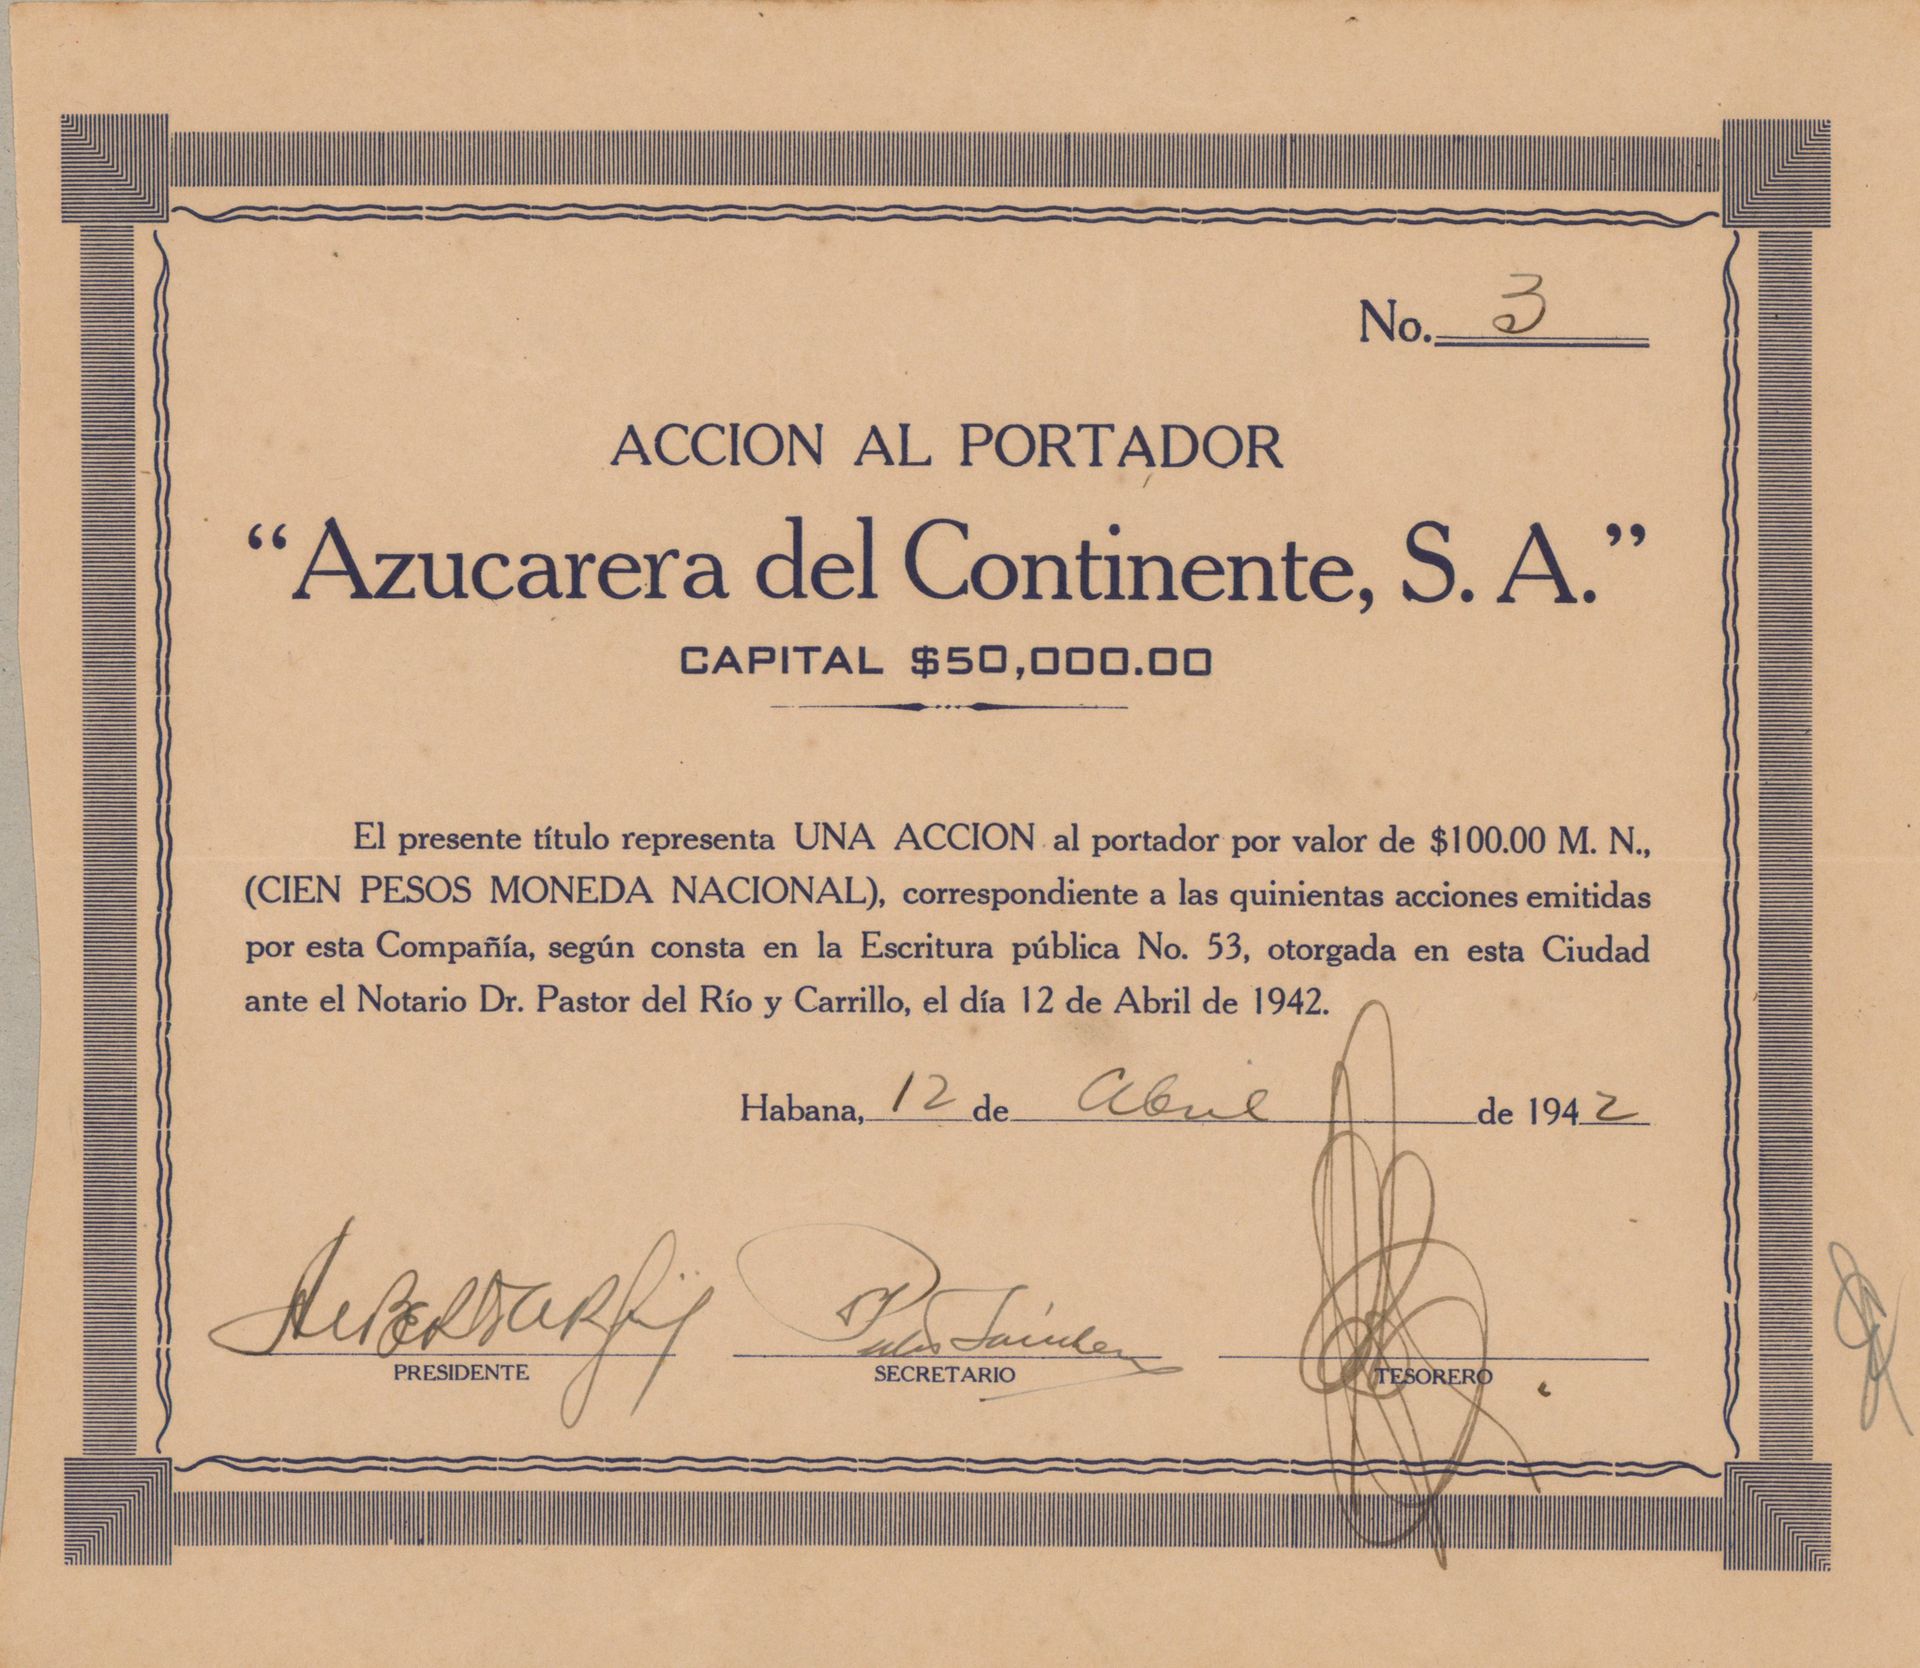 No. 3
ACCION AL PORTADOR
“Azucarera del Continente, S. A.”
CAPITAL $50,000.00
El presente título representa UNA ACCION al portador por valor de $100.00 M. N.,
(CIEN PESOS MONEDA NACIONAL), correspondiente a las quinientas acciones emitidas
por esta Compañía, según consta en la Escritura pública No. 53, otorgada en esta Ciudad
ante el Notario Dr. Pastor del Río y Carrillo, el día 12 de Abril de 1942.
Habana, 12 de Abril de 1942
PRESIDENTE SECRETARIO TESORERO